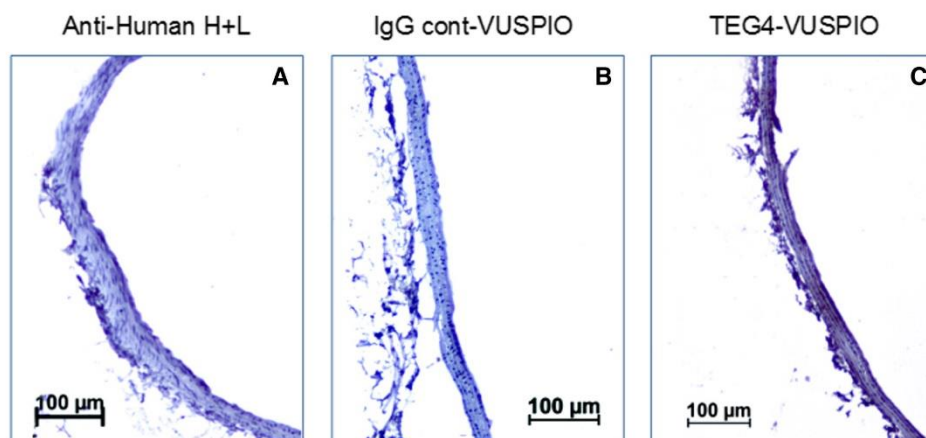 Anti-Human H+L
IgG cont-VUSPIO
TEG4-VUSPIO
A
B
C
100 µm
100 µm
100 µm